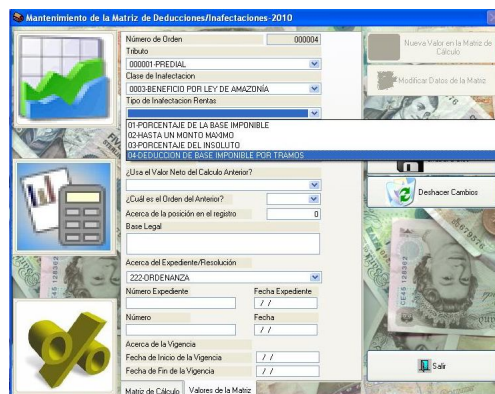 Mantenimiento de la Matriz de Deducciones/Inafectaciones-2010
Número de Orden 000004
Tributo
000001-PREDIAL
Clase de Inafectacion
0003-BENEFICIO POR LEY DE AMAZONÍA
Tipo de Inafectacion Rentas
01-PORCENTAJE DE LA BASE IMPONIBLE
02-HASTA UN MONTO MAXIMO
03-PORCENTAJE DEL INSOLUTO
04-DEDUCCION DE BASE IMPONIBLE POR TRAMOS
¿Usa el Valor Neto del Calculo Anterior?
¿Cuál es el Orden del Anterior?
Acerca de la posición en el registro 0
Base Legal
Acerca del Expediente/Resolución
222-ORDENANZA
Número Expediente Fecha Expediente
/ /
Número Fecha
/ /
Acerca de la Vigencia
Fecha de Inicio de la Vigencia / /
Fecha de Fin de la Vigencia / /
Matriz de Cálculo Valores de la Matriz
Nueva Valor en la Matriz de Cálculo
Modificar Datos de la Matriz
Deshacer Cambios
Salir